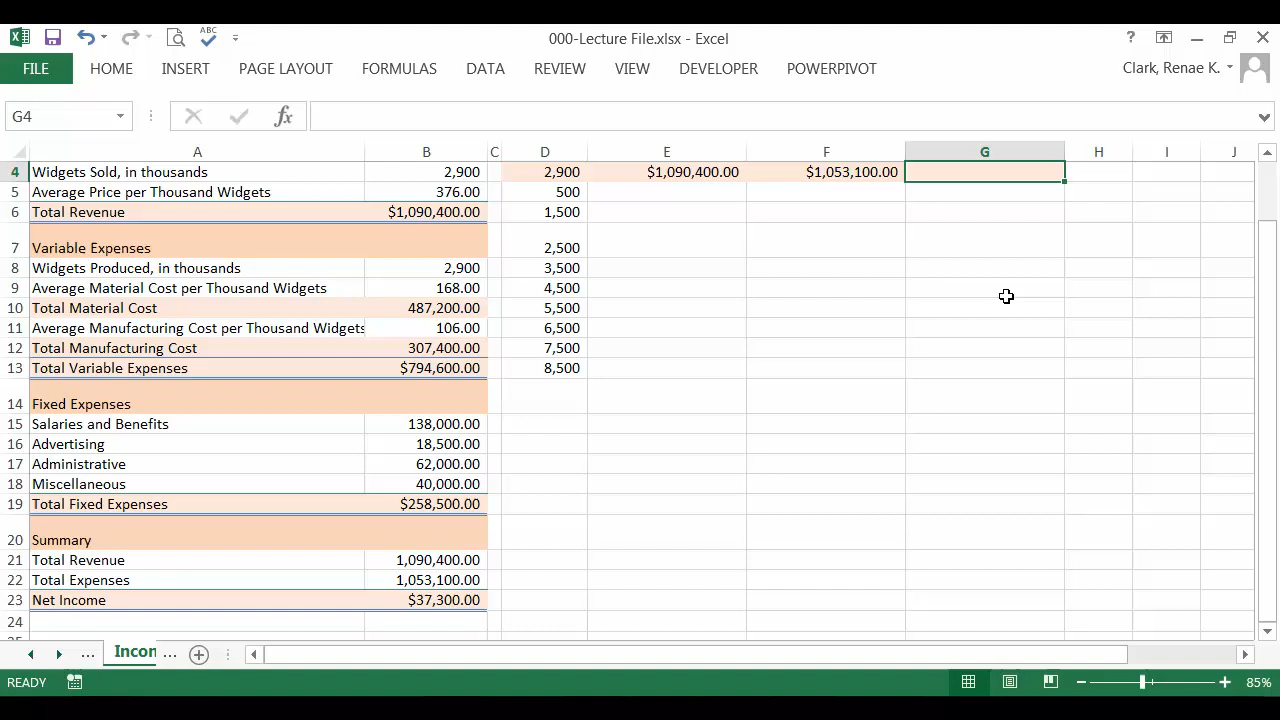 ABC
000-Lecture File.xlsx - Excel
?
FILE HOME INSERT PAGE LAYOUT FORMULAS DATA REVIEW VIEW DEVELOPER POWERPIVOT Clark, Renae K.
G4 fx
A B C D E F G H I J
4 Widgets Sold, in thousands 2,900 2,900 $1,090,400.00 $1,053,100.00
5 Average Price per Thousand Widgets 376.00 500
6 Total Revenue $1,090,400.00 1,500
7 Variable Expenses 2,500
8 Widgets Produced, in thousands 2,900 3,500
9 Average Material Cost per Thousand Widgets 168.00 4,500
10 Total Material Cost 487,200.00 5,500
11 Average Manufacturing Cost per Thousand Widgets 106.00 6,500
12 Total Manufacturing Cost 307,400.00 7,500
13 Total Variable Expenses $794,600.00 8,500
14 Fixed Expenses
15 Salaries and Benefits 138,000.00
16 Advertising 18,500.00
17 Administrative 62,000.00
18 Miscellaneous 40,000.00
19 Total Fixed Expenses $258,500.00
20 Summary
21 Total Revenue 1,090,400.00
22 Total Expenses 1,053,100.00
23 Net Income $37,300.00
24
25
... Incon ...
READY 85%